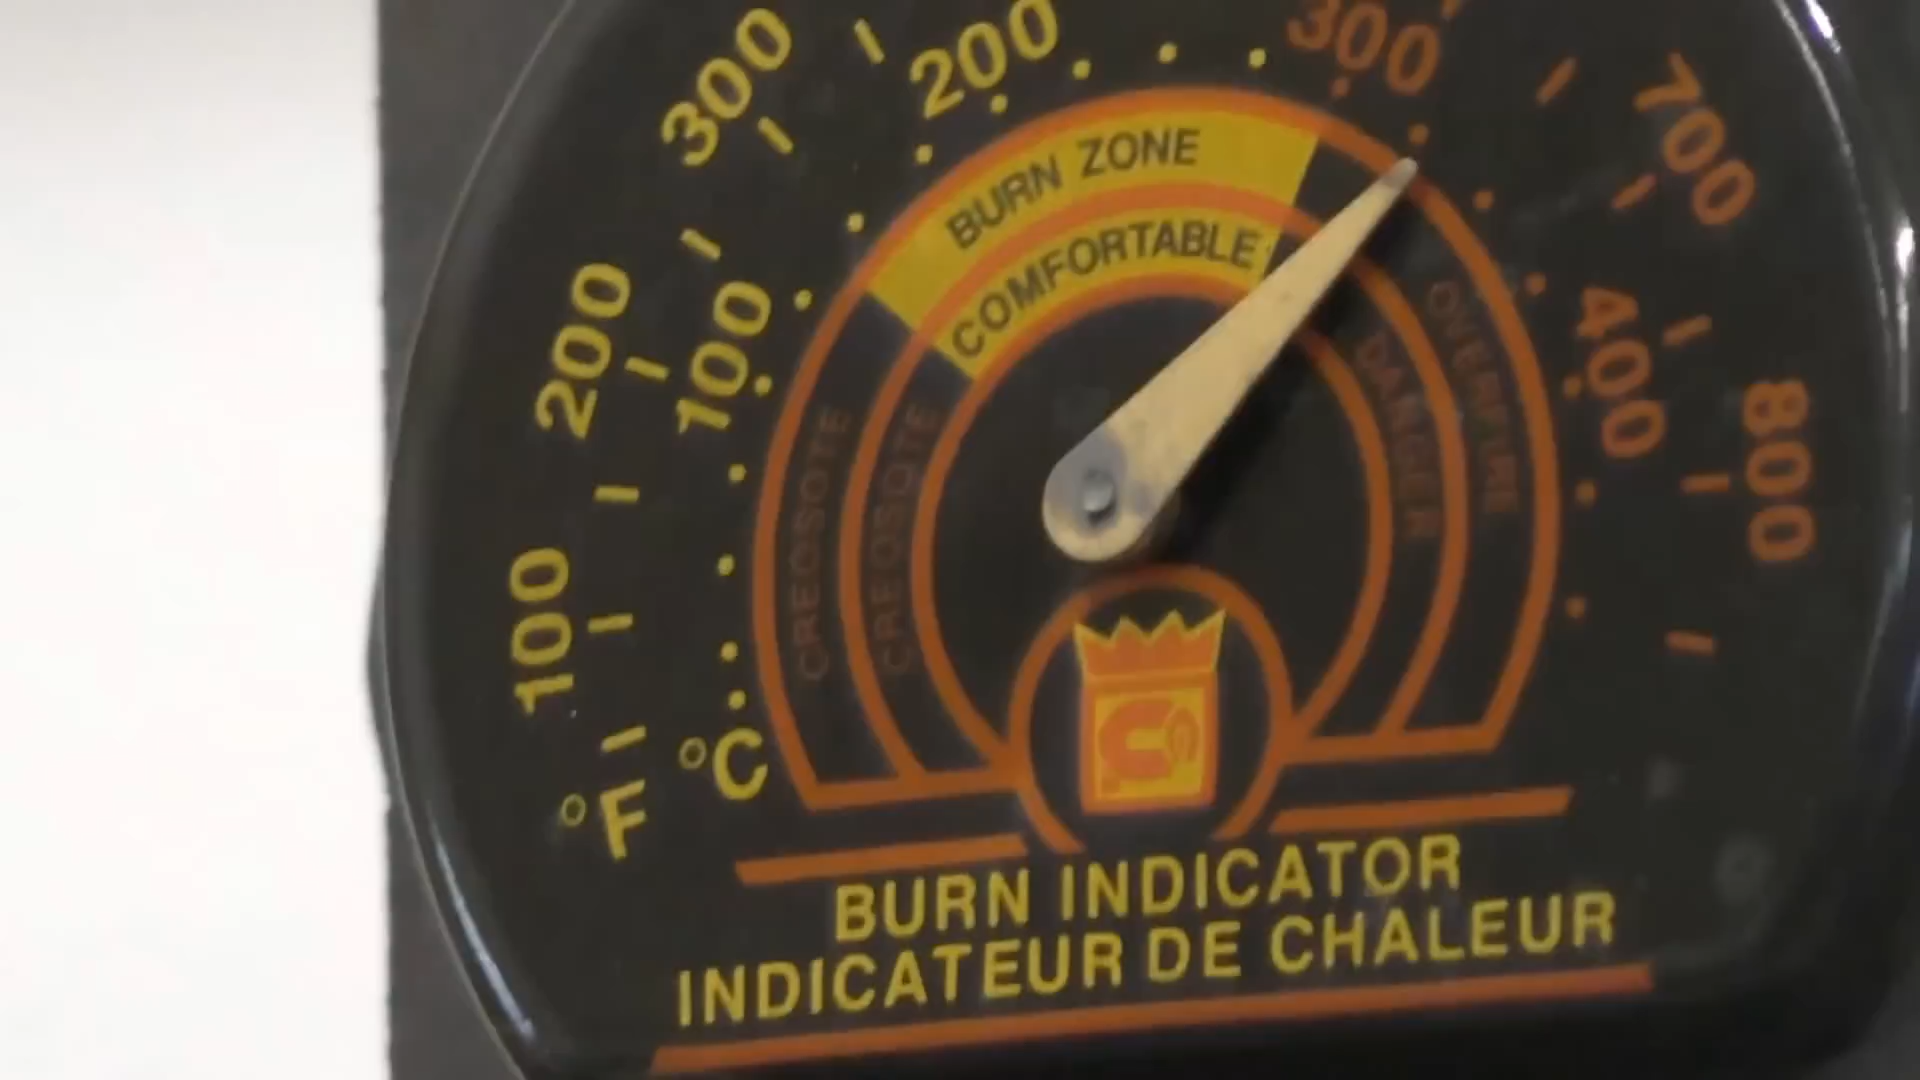 300
200
300
700
BURN ZONE
COMFORTABLE
200
100
400
800
OVERFIRE
DANGER
CREOSOTE
CREOSOTE
100
°C
°F
BURN INDICATOR
INDICATEUR DE CHALEUR